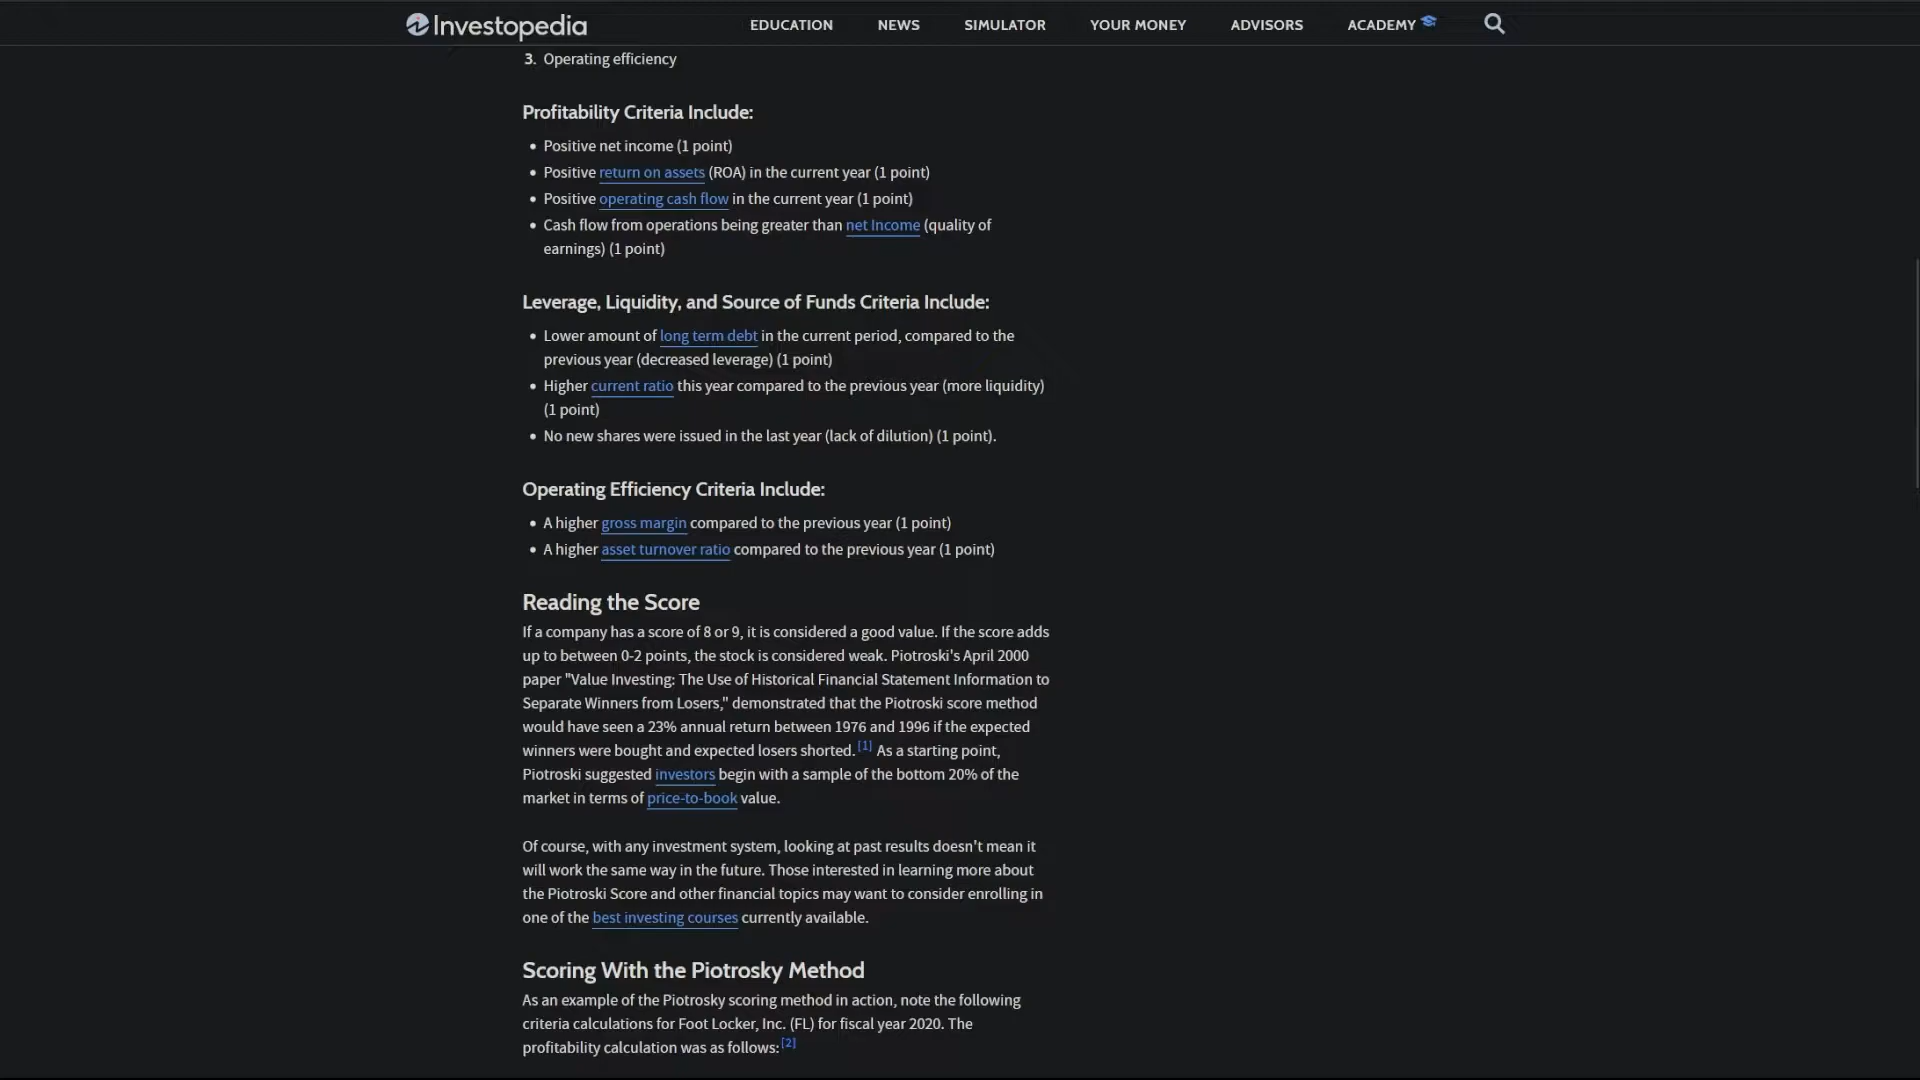 Investopedia
EDUCATION NEWS SIMULATOR YOUR MONEY ADVISORS ACADEMY
3. Operating efficiency
Profitability Criteria Include:
• Positive net income (1 point)
• Positive return on assets (ROA) in the current year (1 point)
• Positive operating cash flow in the current year (1 point)
• Cash flow from operations being greater than net Income (quality of
earnings) (1 point)
Leverage, Liquidity, and Source of Funds Criteria Include:
• Lower amount of long term debt in the current period, compared to the
previous year (decreased leverage) (1 point)
• Higher current ratio this year compared to the previous year (more liquidity)
(1 point)
• No new shares were issued in the last year (lack of dilution) (1 point).
Operating Efficiency Criteria Include:
• A higher gross margin compared to the previous year (1 point)
• A higher asset turnover ratio compared to the previous year (1 point)
Reading the Score
If a company has a score of 8 or 9, it is considered a good value. If the score adds
up to between 0-2 points, the stock is considered weak. Piotroski's April 2000
paper "Value Investing: The Use of Historical Financial Statement Information to
Separate Winners from Losers," demonstrated that the Piotroski score method
would have seen a 23% annual return between 1976 and 1996 if the expected
winners were bought and expected losers shorted. [1] As a starting point,
Piotroski suggested investors begin with a sample of the bottom 20% of the
market in terms of price-to-book value.
Of course, with any investment system, looking at past results doesn't mean it
will work the same way in the future. Those interested in learning more about
the Piotroski Score and other financial topics may want to consider enrolling in
one of the best investing courses currently available.
Scoring With the Piotrosky Method
As an example of the Piotrosky scoring method in action, note the following
criteria calculations for Foot Locker, Inc. (FL) for fiscal year 2020. The
profitability calculation was as follows: [2]